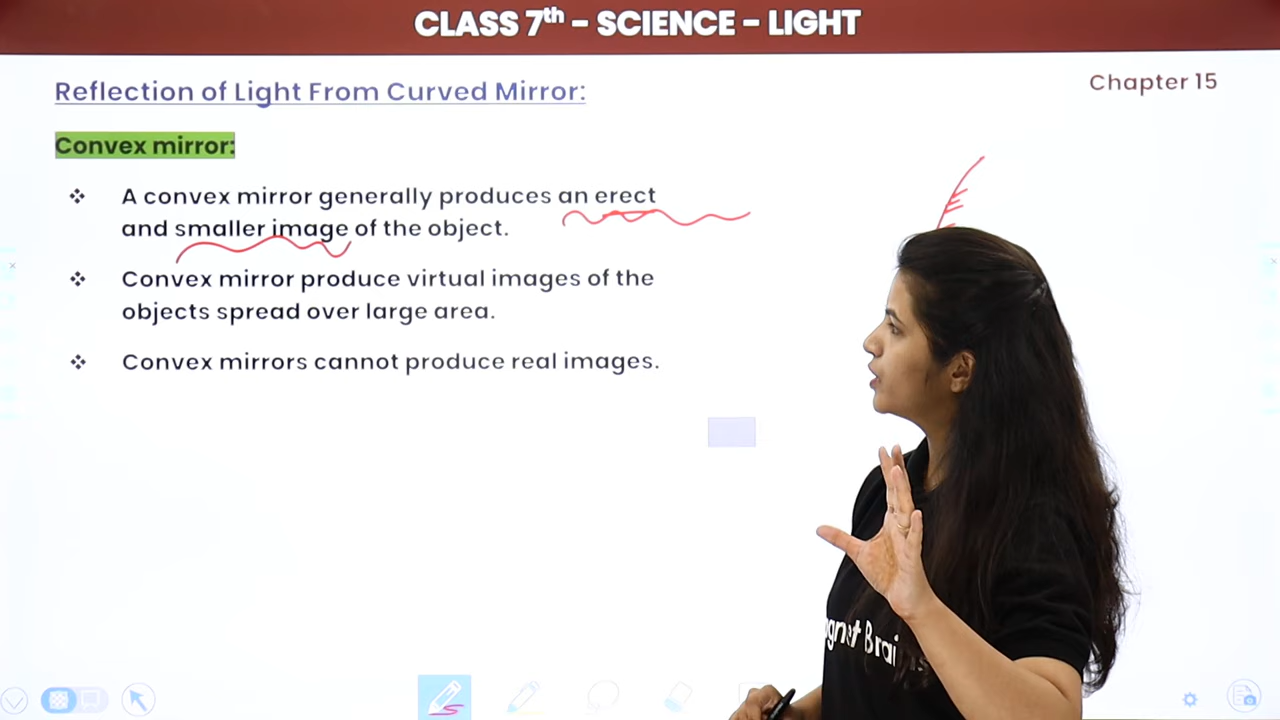 CLASS 7th - SCIENCE - LIGHT
Reflection of Light From Curved Mirror:
Chapter 15
Convex mirror:
❖ A convex mirror generally produces an erect
and smaller image of the object.
❖ Convex mirror produce virtual images of the
objects spread over large area.
❖ Convex mirrors cannot produce real images.